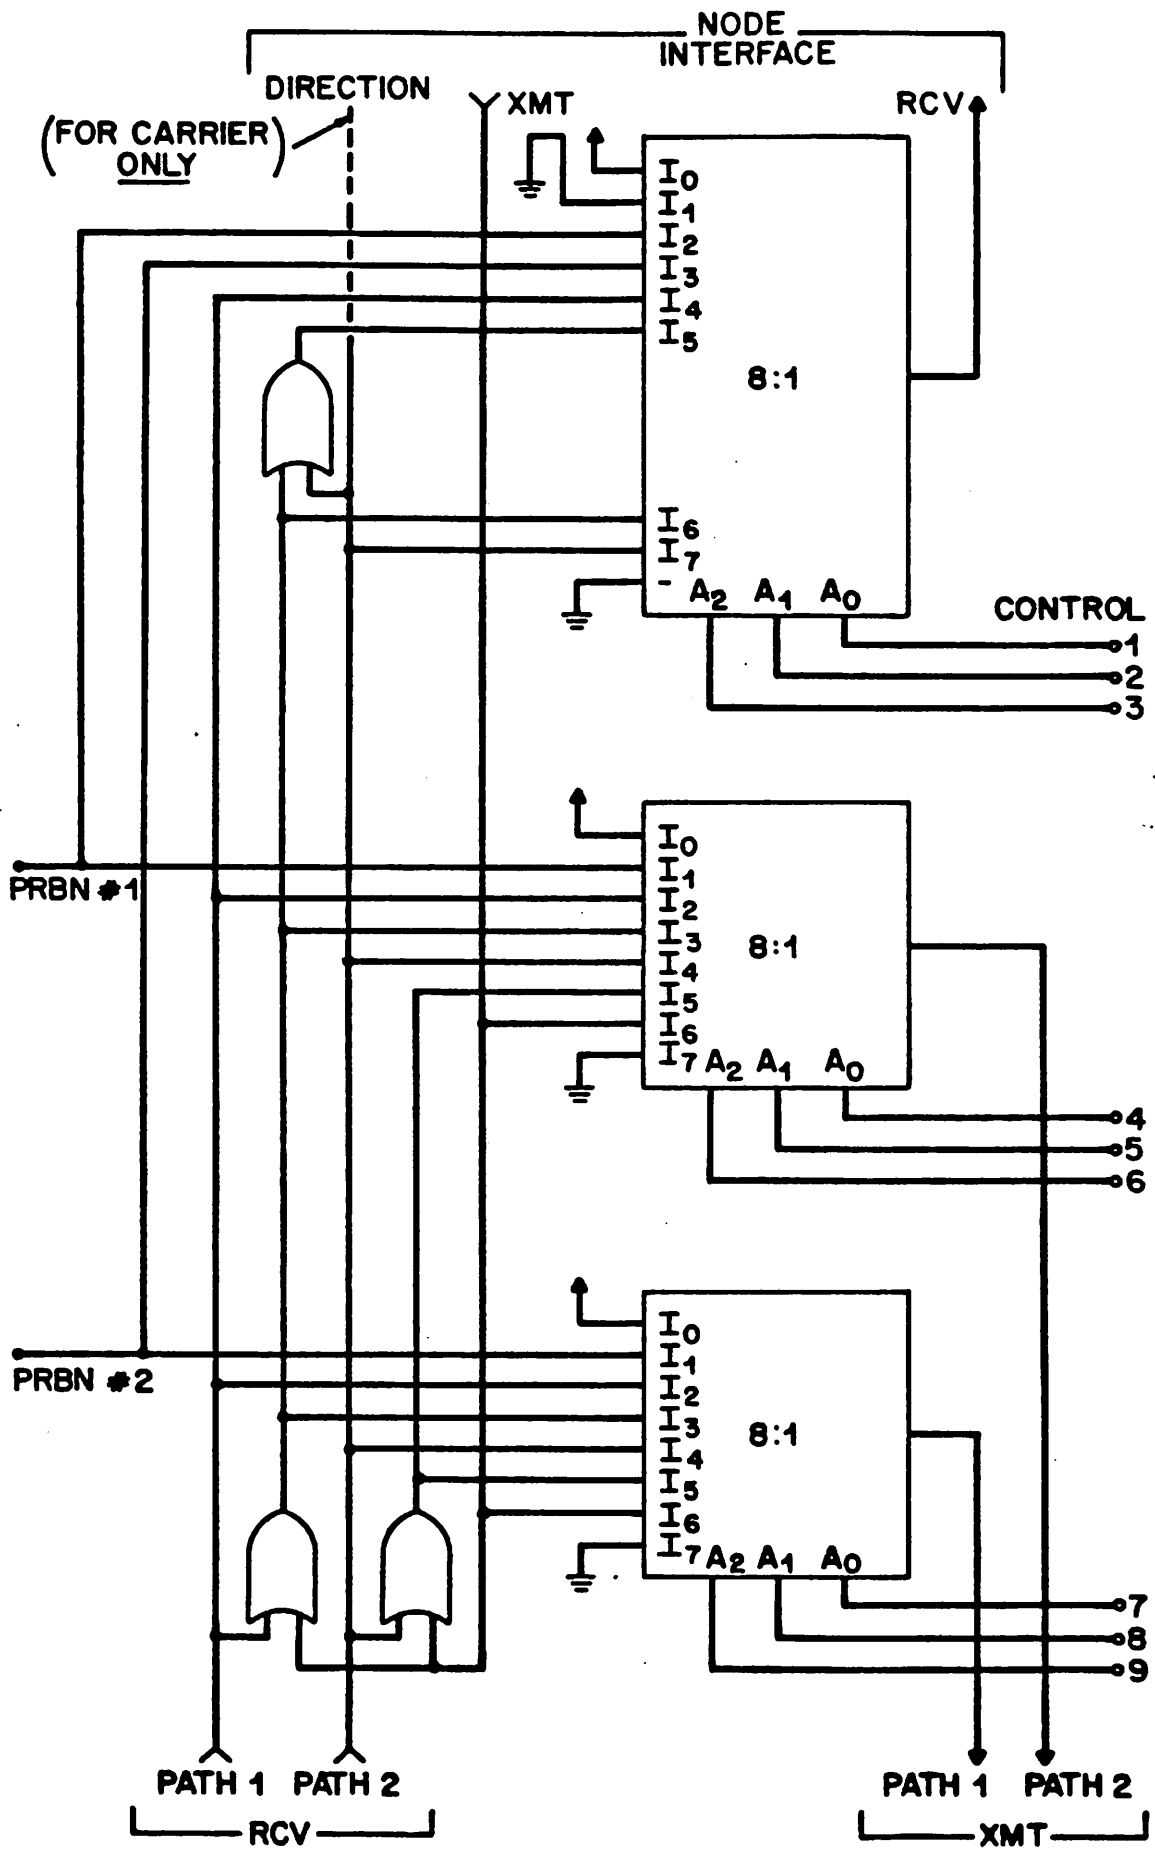 NODE
INTERFACE
DIRECTION
(FOR CARRIER)
ONLY
XMT
RCV
I0
I1
I2
I3
I4
I5
8:1
I6
I7
-
A2 A1 A0
CONTROL
1
2
3
PRBN #1
I0
I1
I2
I3
I4
I5
I6
I7
8:1
A2 A1 A0
4
5
6
PRBN #2
I0
I1
I2
I3
I4
I5
I6
I7
8:1
A2 A1 A0
7
8
9
PATH 1 PATH 2
RCV
PATH 1 PATH 2
XMT